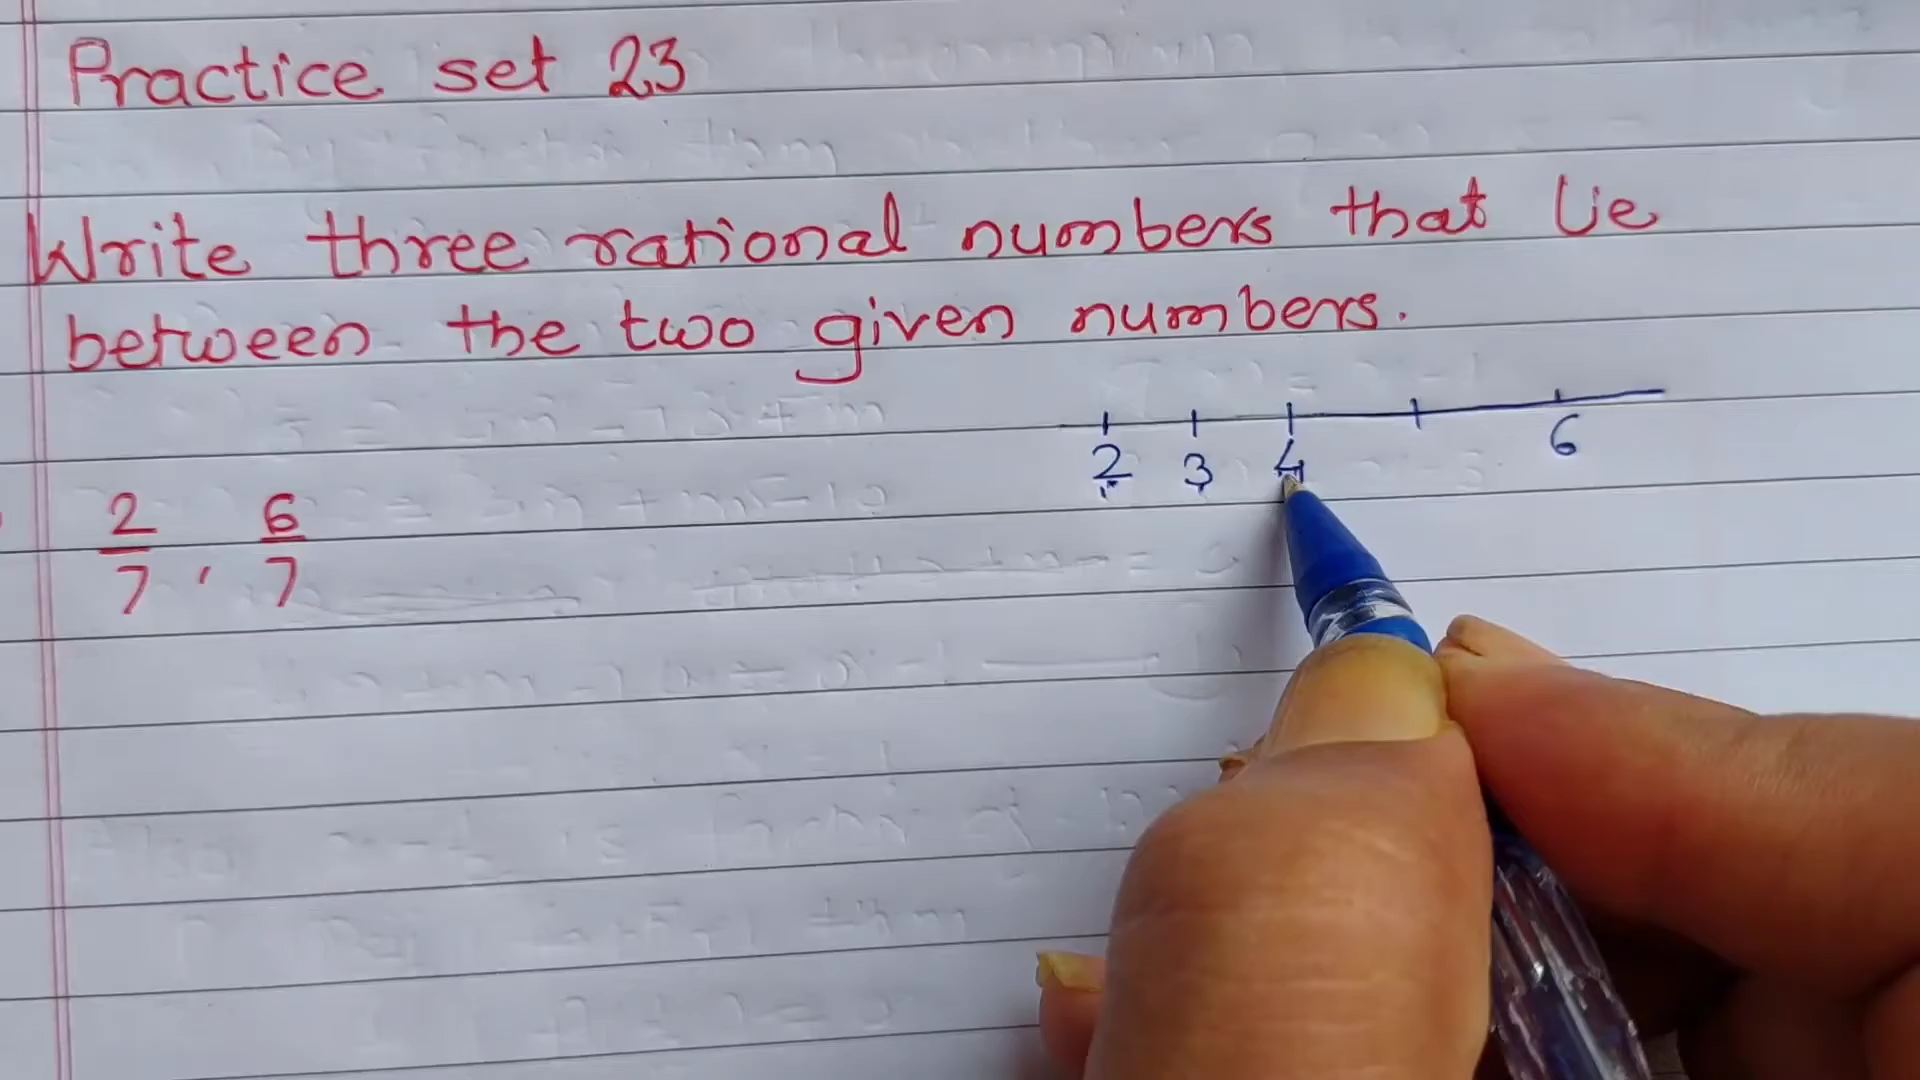 Practice set 23
Write three rational numbers that lie
between the two given numbers.
2 3 4 6
2/7, 6/7